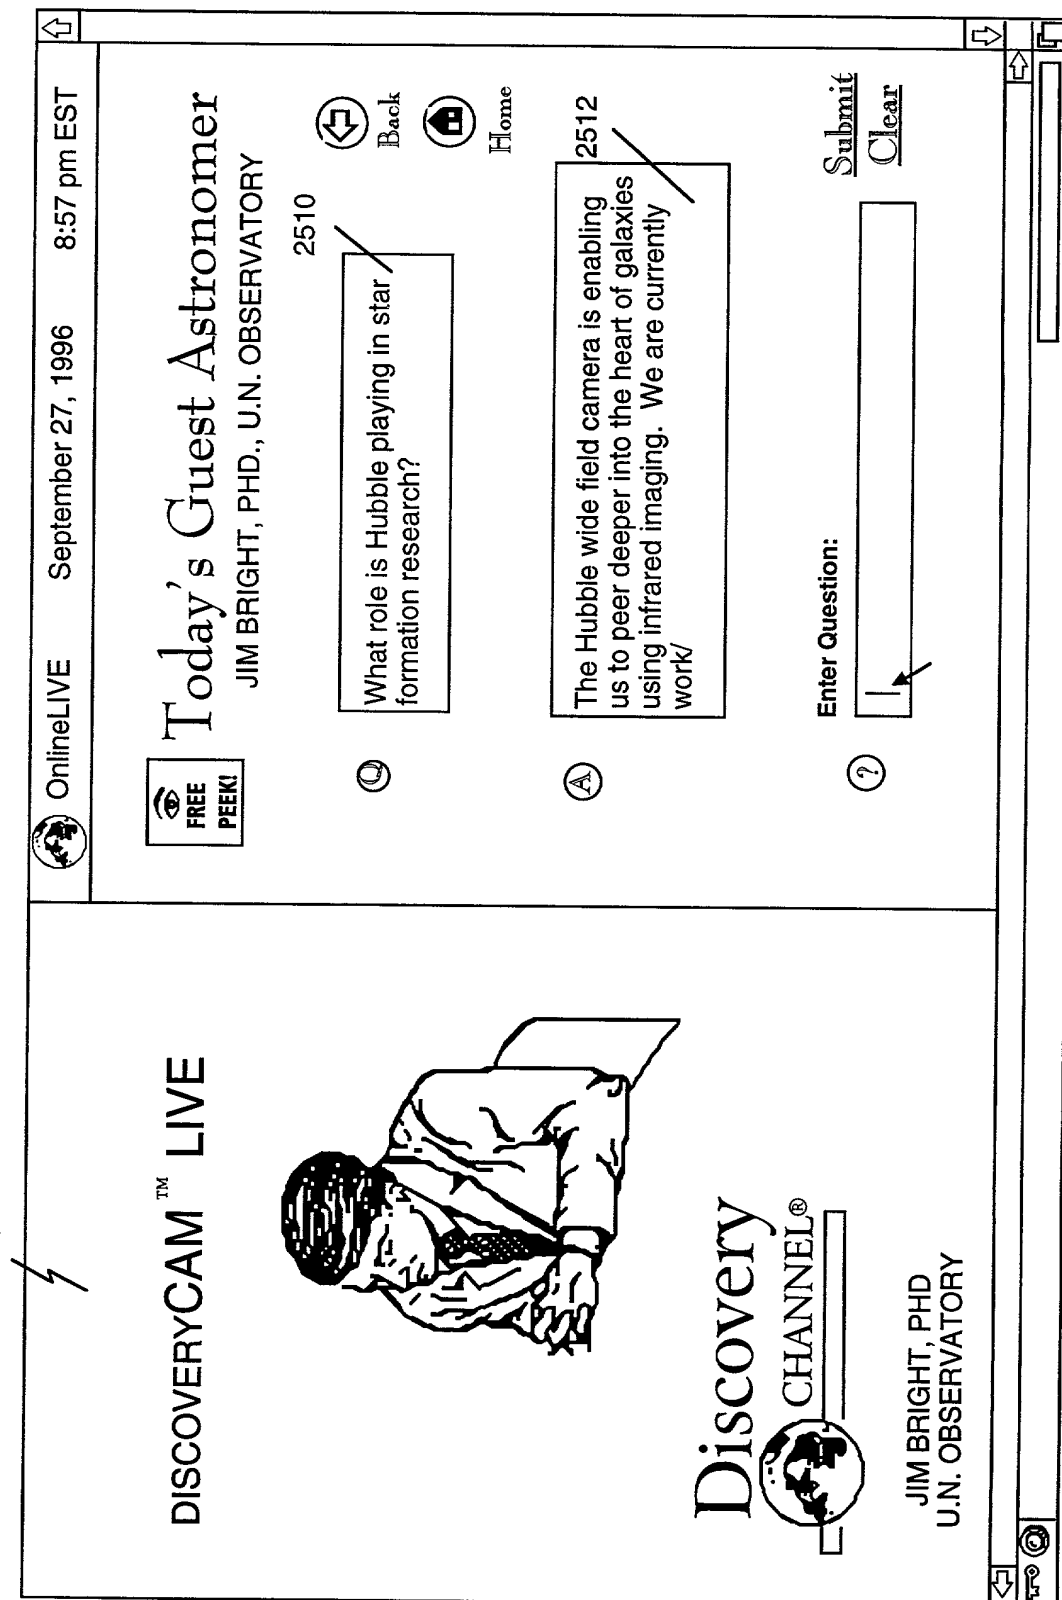 DISCOVERYCAM™ LIVE
Discovery
CHANNEL®
JIM BRIGHT, PHD
U.N. OBSERVATORY
OnlineLIVE September 27, 1996 8:57 pm EST
FREE
PEEK!
Today's Guest Astronomer
JIM BRIGHT, PHD., U.N. OBSERVATORY
2510
Q
What role is Hubble playing in star
formation research?
Back
Home
2512
A
The Hubble wide field camera is enabling
us to peer deeper into the heart of galaxies
using infrared imaging. We are currently
work/
Enter Question:
?
Submit
Clear